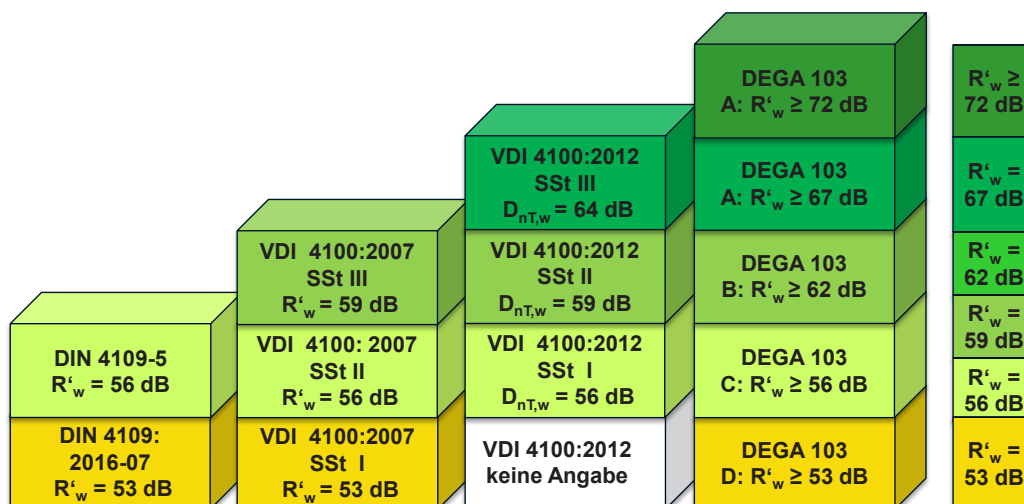 DIN 4109-5
R‘w = 56 dB
DIN 4109:
2016-07
R‘w = 53 dB
VDI 4100:2007
SSt III
R‘w = 59 dB
VDI 4100: 2007
SSt II
R‘w = 56 dB
VDI 4100:2007
SSt I
R‘w = 53 dB
VDI 4100:2012
SSt III
DnT,w = 64 dB
VDI 4100:2012
SSt II
DnT,w = 59 dB
VDI 4100:2012
SSt I
DnT,w = 56 dB
VDI 4100:2012
keine Angabe
DEGA 103
A: R‘w ≥ 72 dB
DEGA 103
A: R‘w ≥ 67 dB
DEGA 103
B: R‘w ≥ 62 dB
DEGA 103
C: R‘w ≥ 56 dB
DEGA 103
D: R‘w ≥ 53 dB
R‘w ≥
72 dB
R‘w =
67 dB
R‘w =
62 dB
R‘w =
59 dB
R‘w =
56 dB
R‘w =
53 dB